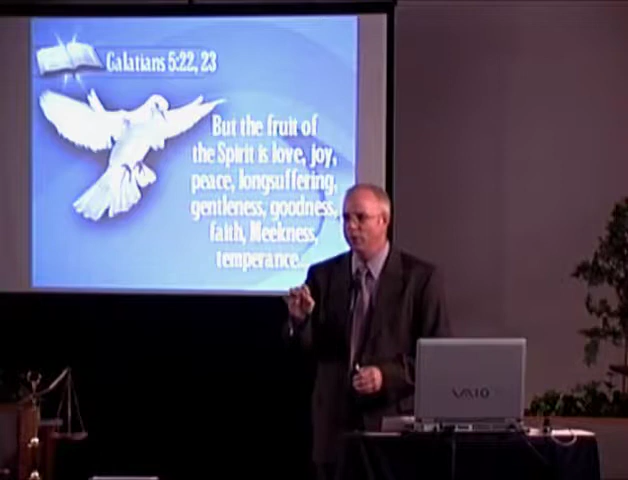 Galatians 5:22, 23
But the fruit of
the Spirit is love, joy,
peace, longsuffering,
gentleness, goodness,
faith, Meekness,
temperance...
VAIO